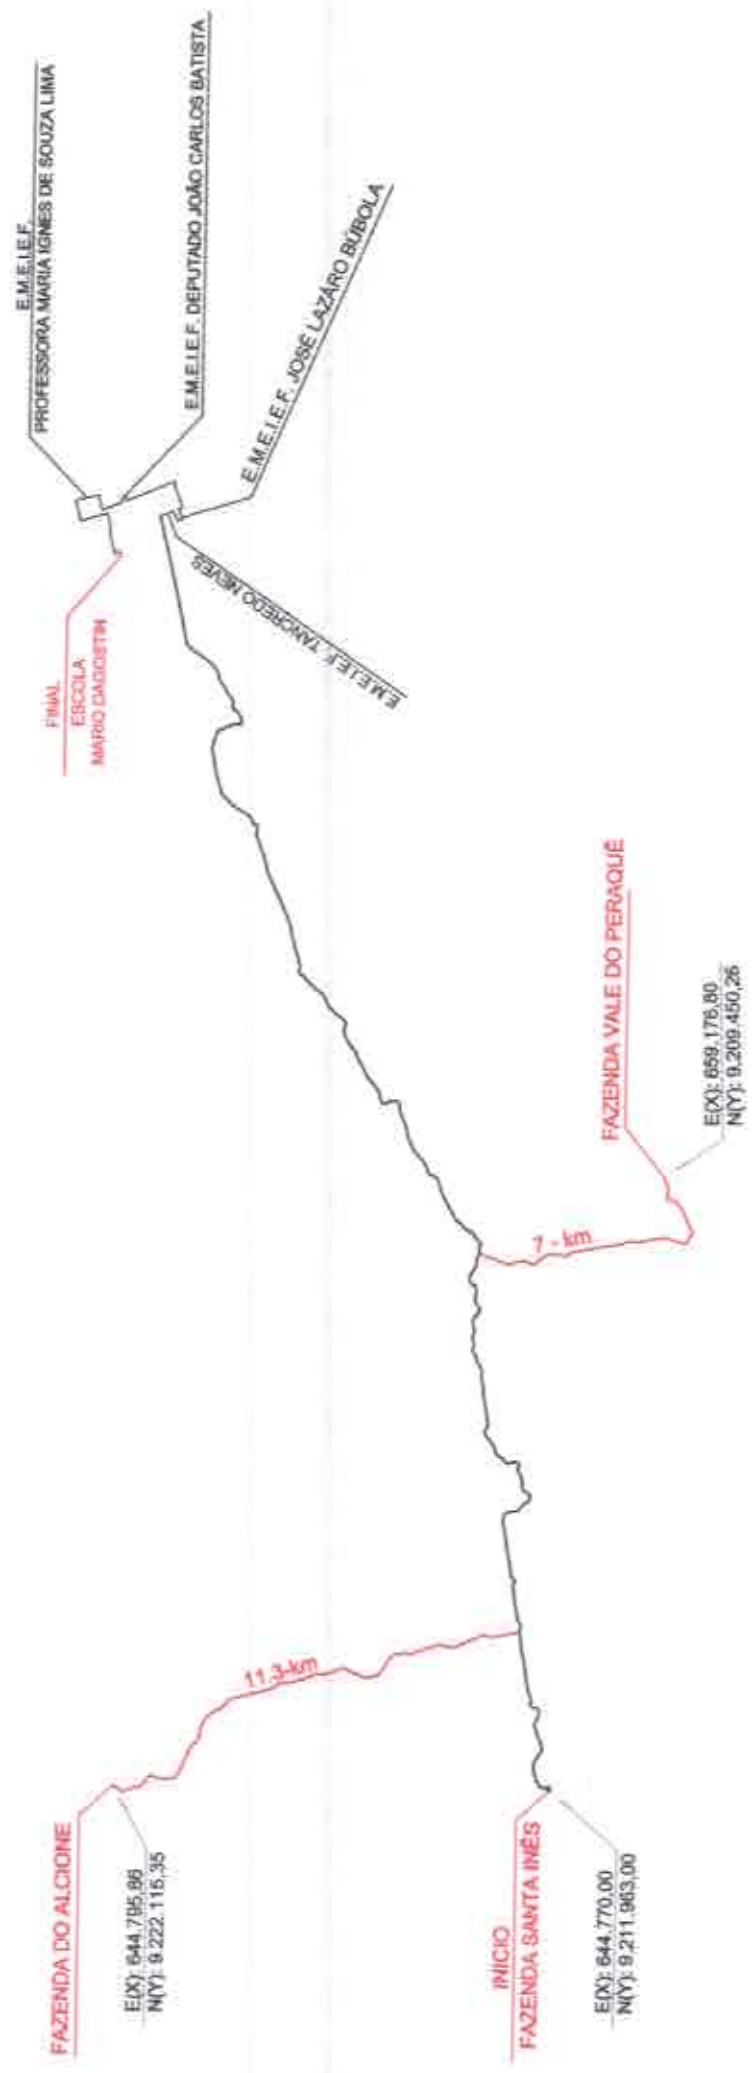 E.M.E.I.E.F.
PROFESSORA MARIA IGNES DE SOUZA LIMA
E.M.E.I.E.F. DEPUTADO JOÃO CARLOS BATISTA
E.M.E.I.E.F. JOSÉ LAZÁRO BÚBOLA
E.M.E.I.E.F. TANCREDO NEVES
FINAL
ESCOLA
MARIO DAGOSTIN
FAZENDA VALE DO PERAQUÊ
E(X): 659.176,80
N(Y): 9.209.450,26
7 - km
11.3-km
FAZENDA DO ALCIONE
E(X): 644.795,86
N(Y): 9.222.115,35
INÍCIO
FAZENDA SANTA INÊS
E(X): 644.770,00
N(Y): 9.211.963,00